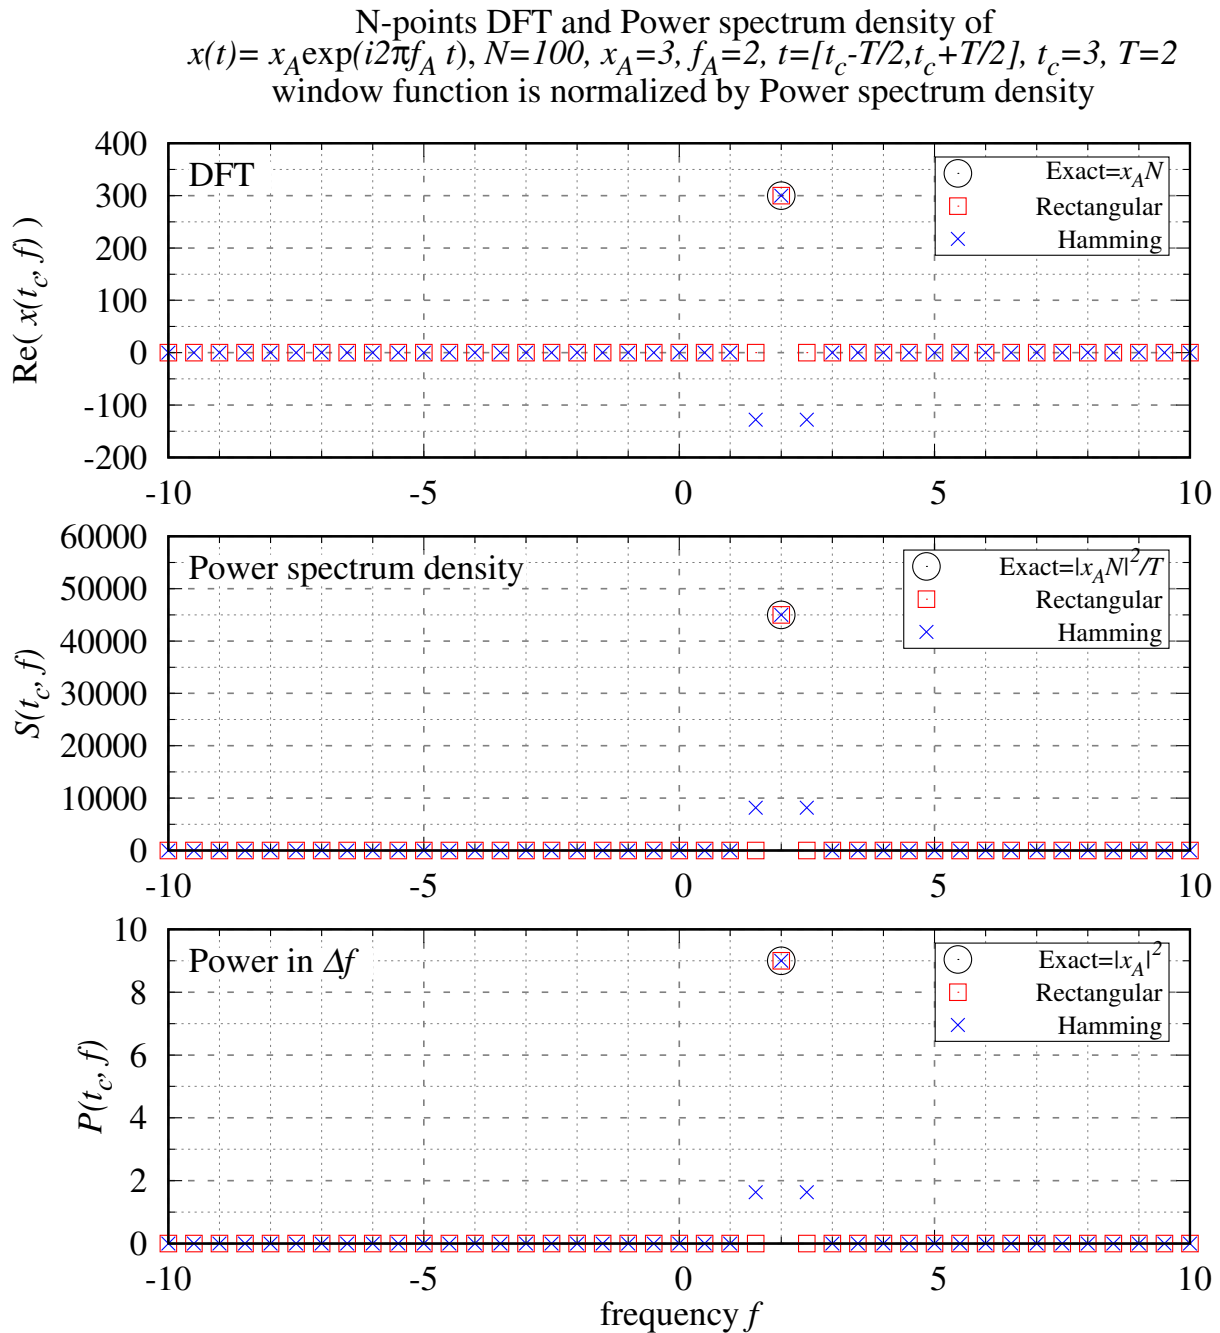 N-points DFT and Power spectrum density of
x(t)= x_A exp(i2πf_A t), N=100, x_A=3, f_A=2, t=[t_c-T/2,t_c+T/2], t_c=3, T=2
window function is normalized by Power spectrum density
DFT
Re( x(t_c, f) )
400
300
200
100
0
-100
-200
-10 -5 0 5 10
Exact=x_A N
Rectangular
Hamming
Power spectrum density
S(t_c, f)
60000
50000
40000
30000
20000
10000
0
-10 -5 0 5 10
Exact=|x_A N|^2/T
Rectangular
Hamming
Power in Δf
P(t_c, f)
10
8
6
4
2
0
-10 -5 0 5 10
Exact=|x_A|^2
Rectangular
Hamming
frequency f